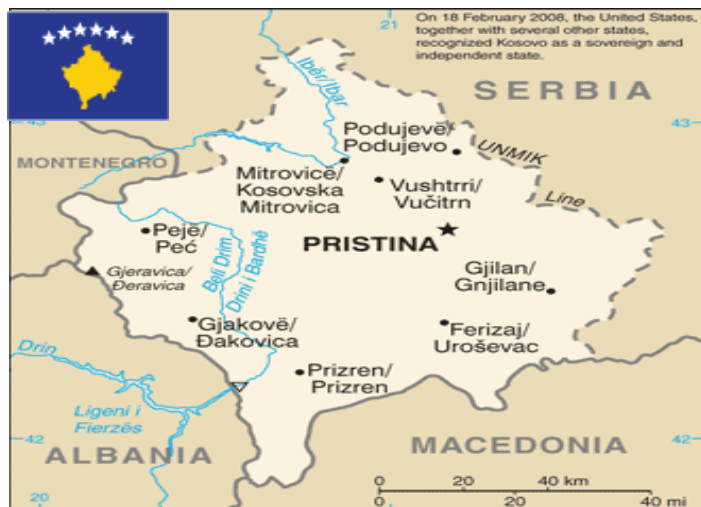 On 18 February 2008, the United States,
together with several other states,
recognized Kosovo as a sovereign and
independent state.
21
Ibër/Ibar
SERBIA
43
43
Podujevë/
Podujevo
UNMIK
Line
MONTENEGRO
Mitrovicë/
Kosovska
Mitrovica
Vushtrri/
Vučitrn
Pejë/
Peć
PRISTINA
Gjeravica/
Đeravica
Beli Drim
Drini i Bardhë
Gjilan/
Gnjilane
Gjakovë/
Đakovica
Ferizaj/
Uroševac
Drin
Prizren/
Prizren
Ligeni i
Fierzës
42
42
ALBANIA
MACEDONIA
0 20 40 km
0 20 40 mi
20